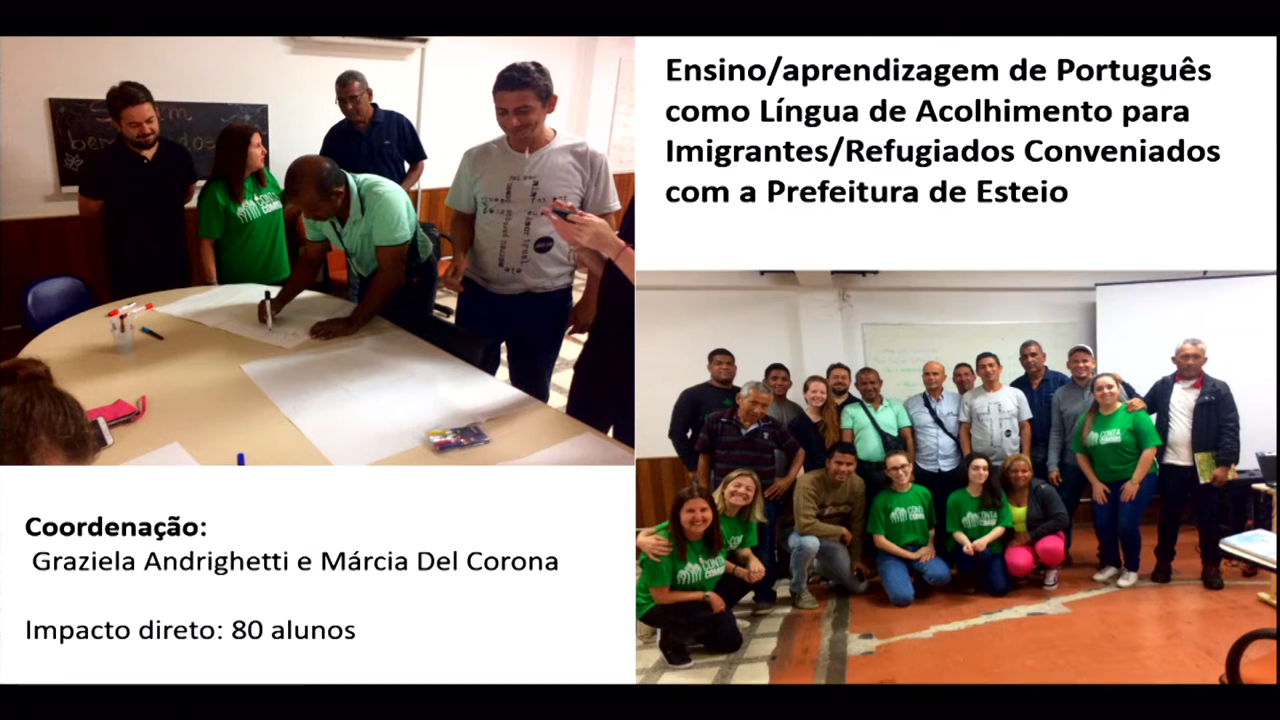 Ensino/aprendizagem de Português
como Língua de Acolhimento para
Imigrantes/Refugiados Conveniados
com a Prefeitura de Esteio
Coordenação:
Graziela Andrighetti e Márcia Del Corona
Impacto direto: 80 alunos
CONTA